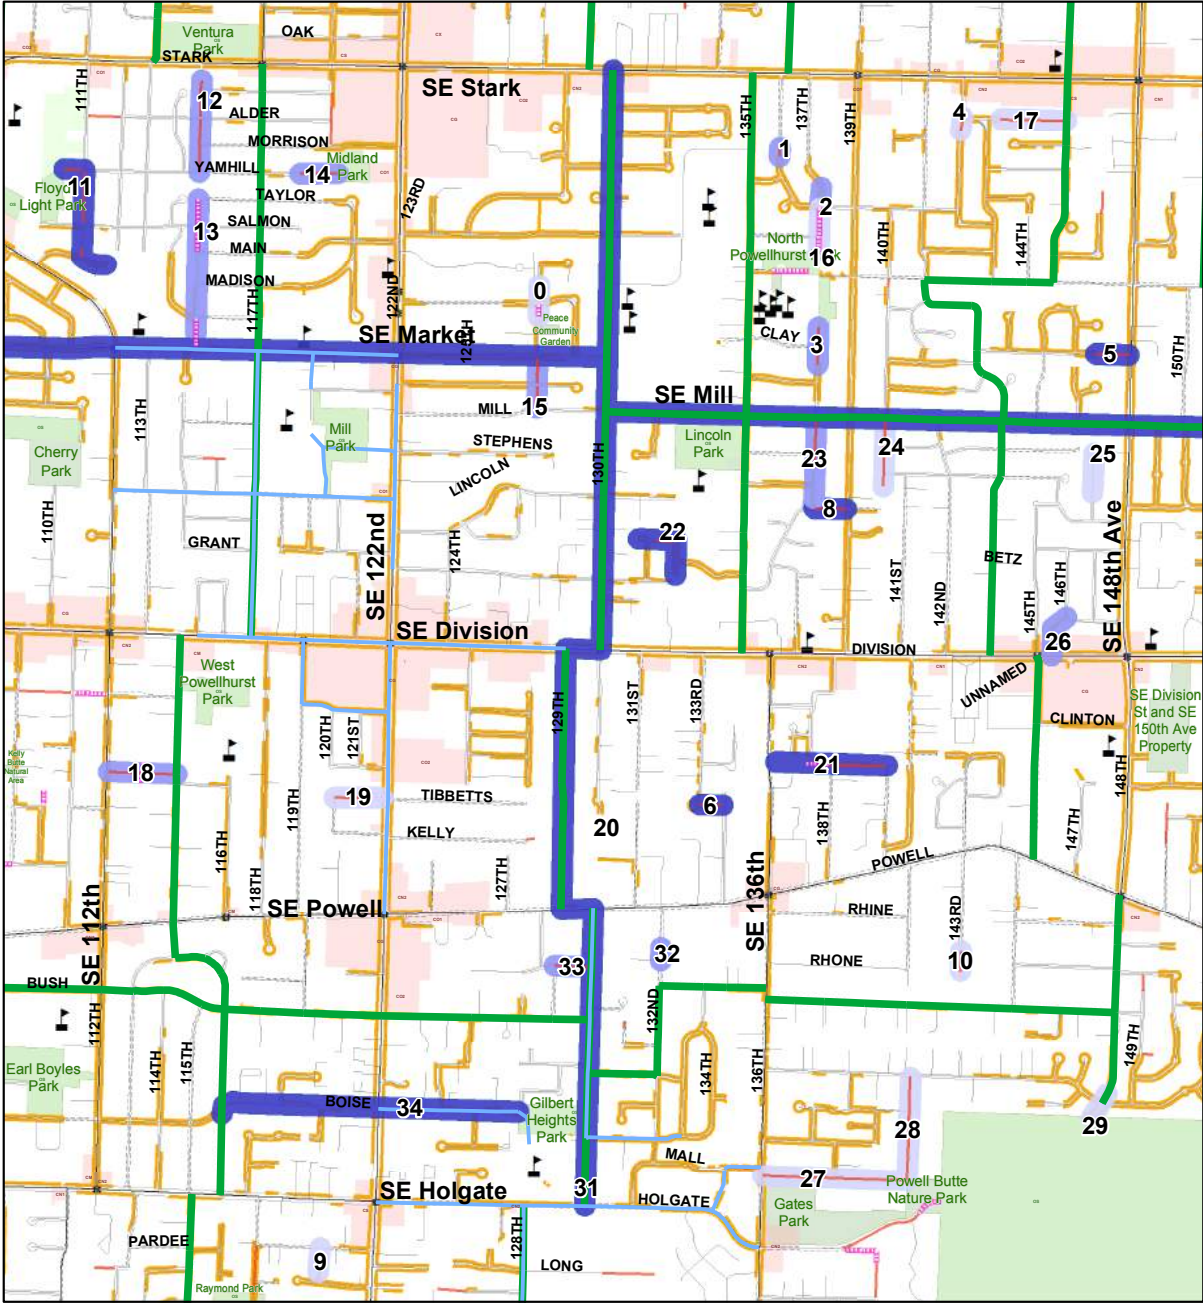 Ventura
Park
OAK
STARK
111TH
12
SE Stark
135TH
137TH
139TH
4
17
ALDER
MORRISON
1
YAMHILL
14
Midland
Park
11
Floyd
Light Park
TAYLOR
123RD
2
13
SALMON
140TH
144TH
MAIN
North
Powellhurst
16
MADISON
122ND
0
117TH
Peace
Community
Garden
SE Market
CLAY
3
5
150TH
113TH
15
MILL
SE Mill
Cherry
Park
Mill
Park
STEPHENS
LINCOLN
130TH
Lincoln
Park
23
24
25
110TH
8
GRANT
SE 122nd
124TH
22
141ST
142ND
BETZ
145TH
146TH
SE 148th Ave
SE Division
26
DIVISION
West
Powellhurst
Park
129TH
131ST
133RD
UNNAMED
CLINTON
SE Division
St and SE
150th Ave
Property
120TH
121ST
Kelly
Butte
Natural
Area
18
148TH
21
19
TIBBETTS
119TH
6
20
138TH
147TH
KELLY
116TH
118TH
127TH
SE 136th
POWELL
SE 112th
SE Powell
RHINE
143RD
32
33
10
RHONE
BUSH
112TH
132ND
149TH
Earl Boyles
Park
114TH
115TH
134TH
136TH
BOISE
34
Gilbert
Heights
Park
28
29
MALL
27
Powell Butte
Nature Park
SE Holgate
31
HOLGATE
Gates
Park
PARDEE
128TH
9
LONG
Raymond Park